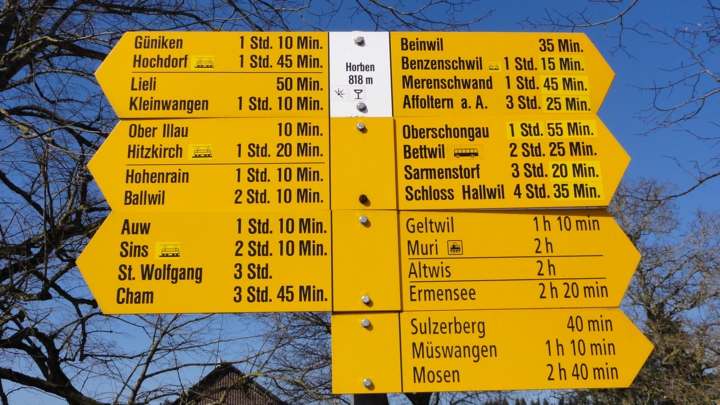 Güniken 1 Std. 10 Min.
Hochdorf 1 Std. 45 Min.
Lieli 50 Min.
Kleinwangen 1 Std. 10 Min.
Ober Illau 10 Min.
Hitzkirch 1 Std. 20 Min.
Hohenrain 1 Std. 10 Min.
Ballwil 2 Std. 10 Min.
Auw 1 Std. 10 Min.
Sins 2 Std. 10 Min.
St. Wolfgang 3 Std.
Cham 3 Std. 45 Min.
Horben
818 m
Beinwil 35 Min.
Benzenschwil 1 Std. 15 Min.
Merenschwand 1 Std. 45 Min.
Affoltern a. A. 3 Std. 25 Min.
Oberschongau 1 Std. 55 Min.
Bettwil 2 Std. 25 Min.
Sarmenstorf 3 Std. 20 Min.
Schloss Hallwil 4 Std. 35 Min.
Geltwil 1 h 10 min
Muri 2 h
Altwis 2 h
Ermensee 2 h 20 min
Sulzerberg 40 min
Müswangen 1 h 10 min
Mosen 2 h 40 min